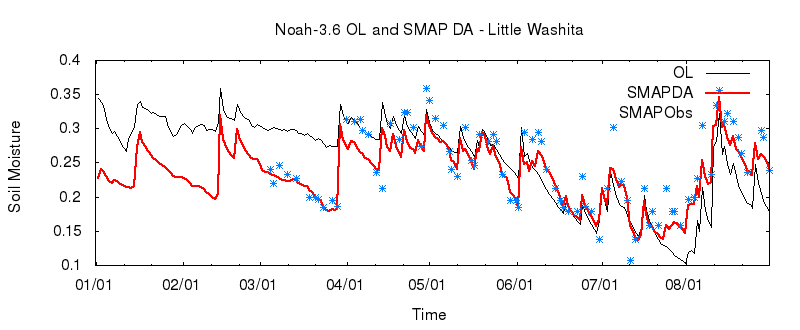 Noah-3.6 OL and SMAP DA - Little Washita
0.4
0.35
0.3
0.25
0.2
0.15
0.1
Soil Moisture
OL
SMAPDA
SMAPObs
01/01 02/01 03/01 04/01 05/01 06/01 07/01 08/01
Time